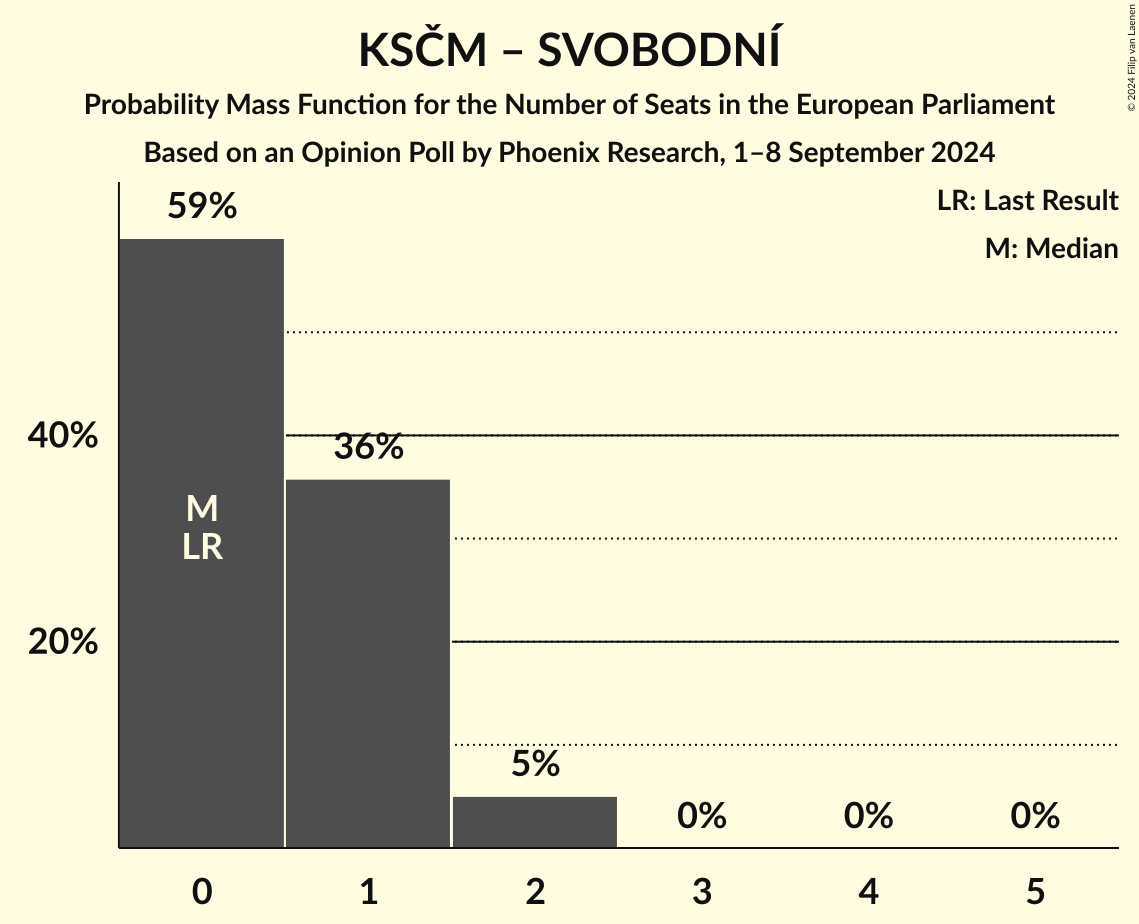 KSČM – SVOBODNÍ
Probability Mass Function for the Number of Seats in the European Parliament
Based on an Opinion Poll by Phoenix Research, 1–8 September 2024
© 2024 Filip van Laenen
LR: Last Result
M: Median
59%
40%
36%
M
LR
20%
5%
0%
0%
0%
0
1
2
3
4
5